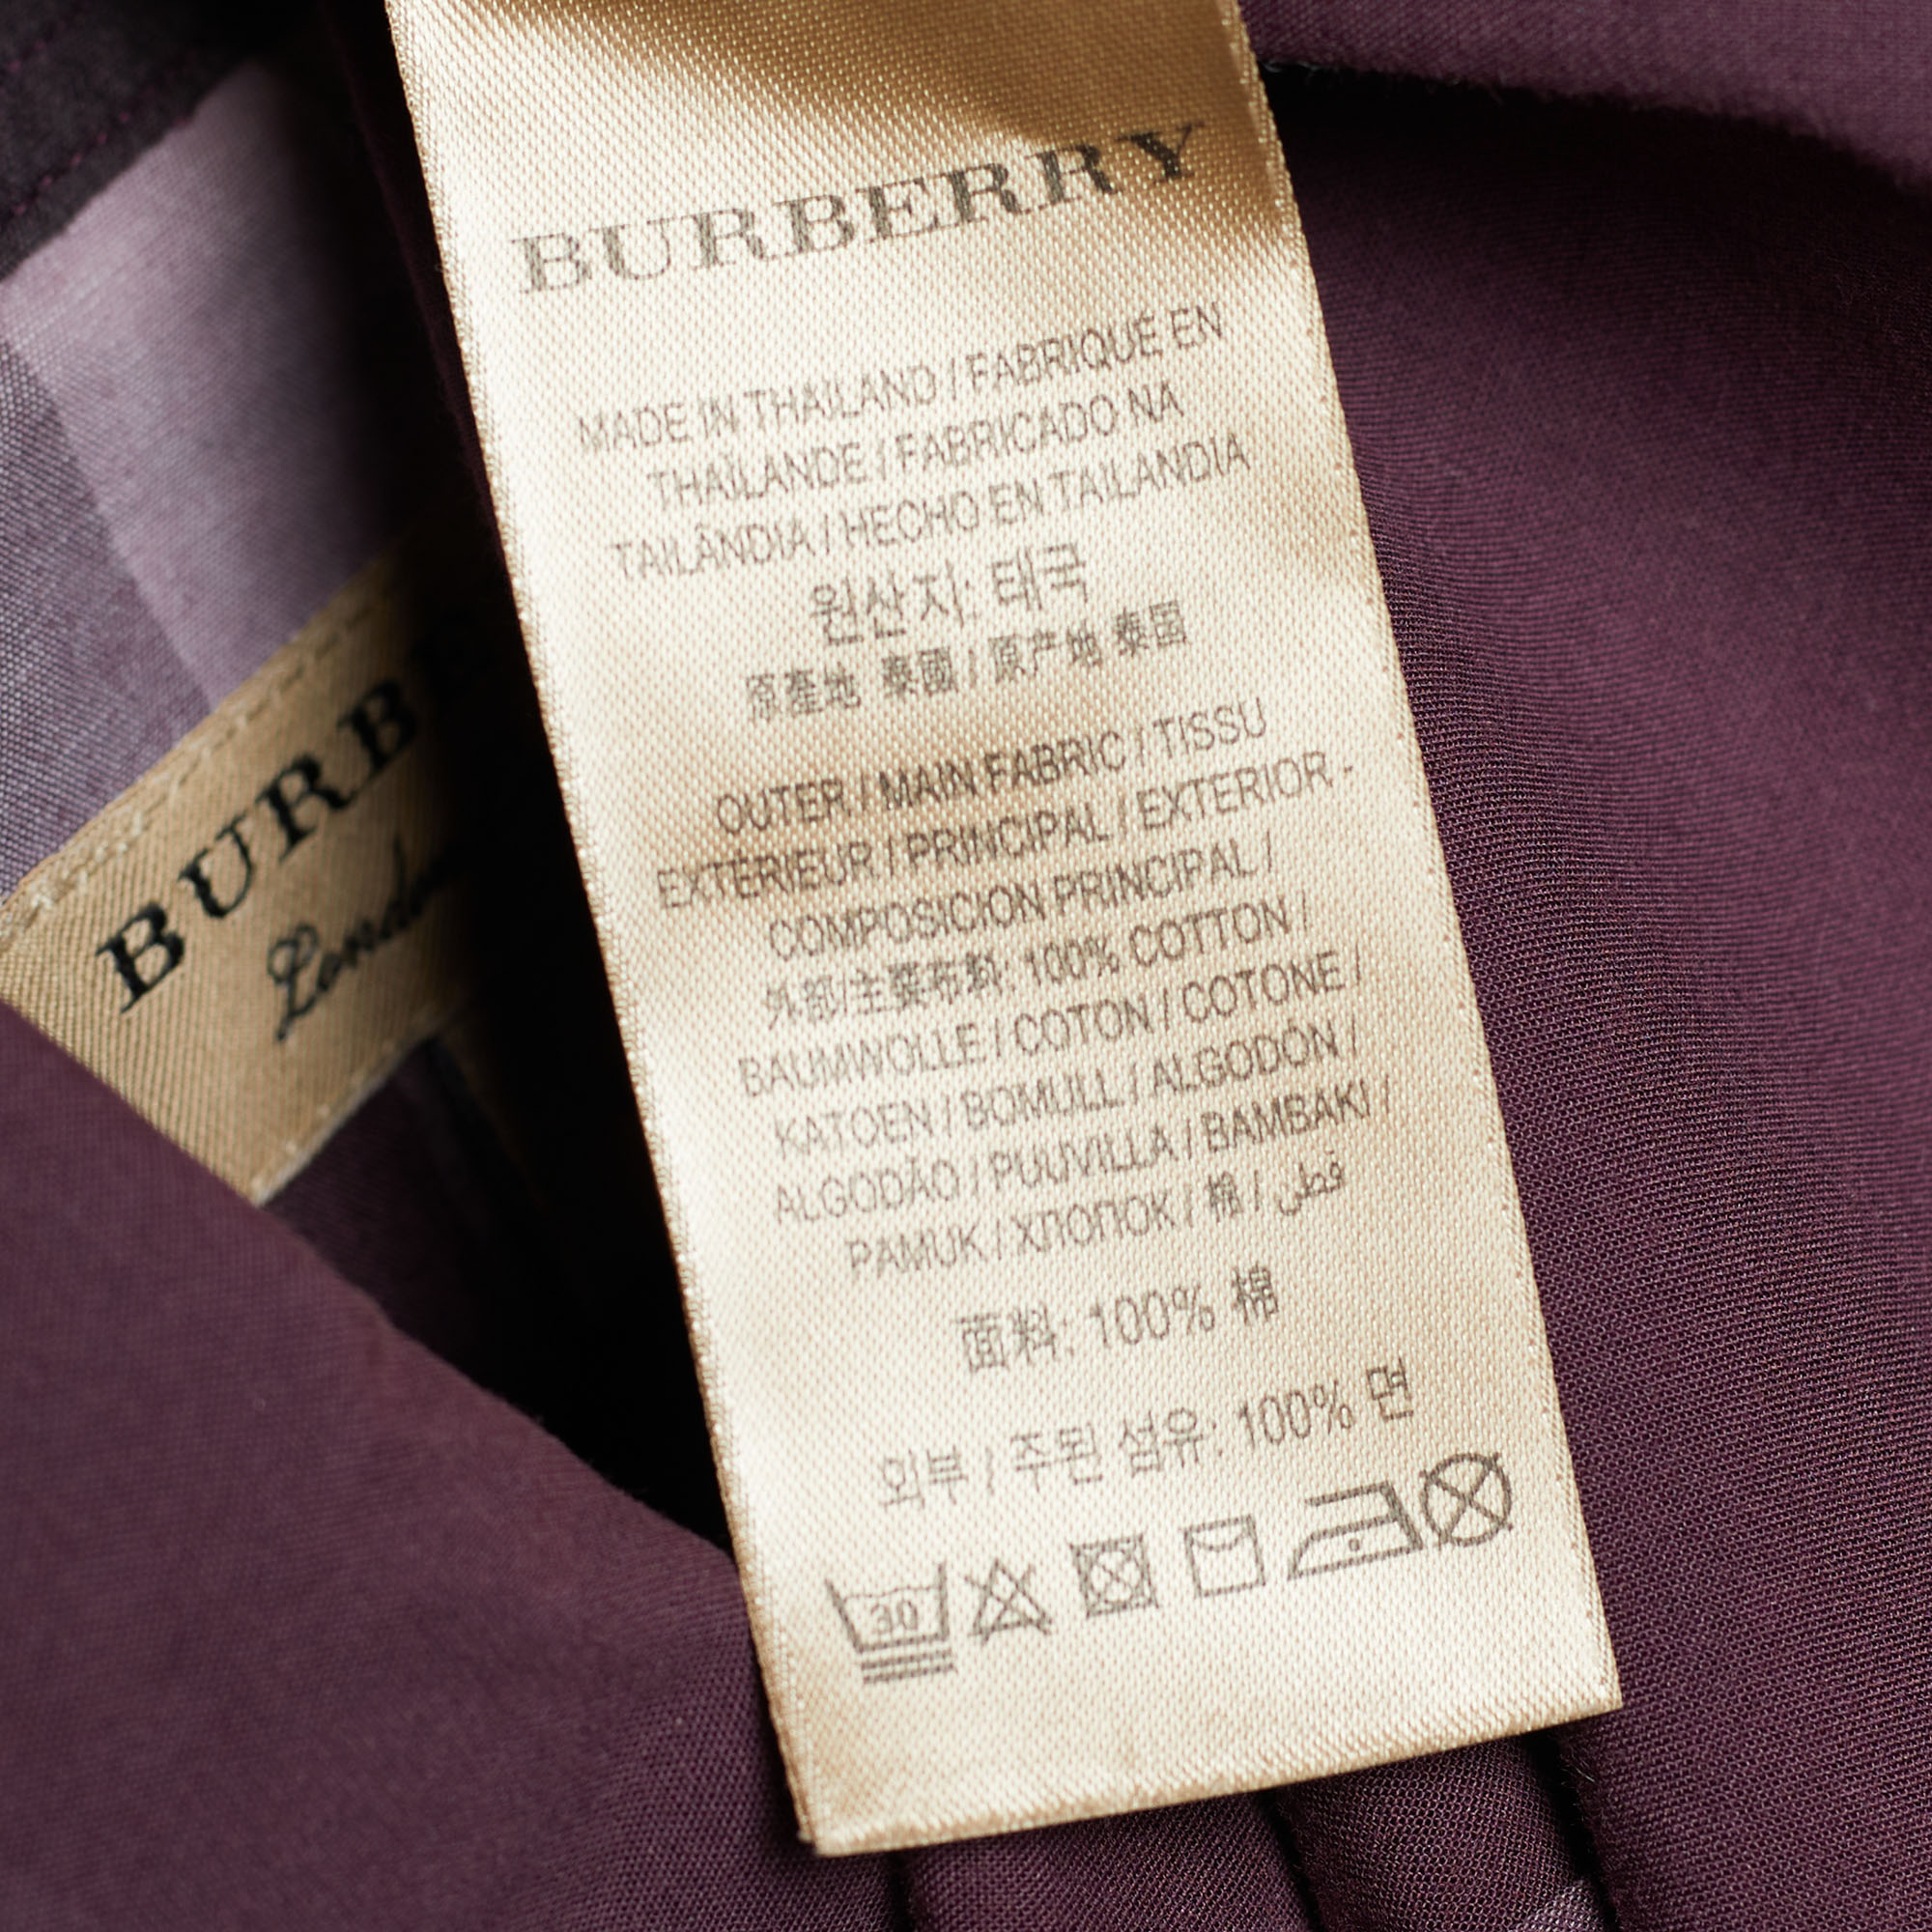 BURBERRY
MADE IN THAILAND / FABRIQUÉ EN
THAÏLANDE / FABRICADO NA
TAILÂNDIA / HECHO EN TAILANDIA
원산지: 태국
原產地 泰國 / 原产地 泰国
OUTER / MAIN FABRIC / TISSU
EXTERIEUR / PRINCIPAL / EXTERIOR -
COMPOSICION PRINCIPAL /
外部/主要布料: 100% COTTON /
BAUMWOLLE / COTON / COTONE /
KATOEN / BOMULL / ALGODÓN /
ALGODÃO / PUUVILLA / BAMBAKI /
PAMUK / ХЛОПОК / 棉 / قطن
面料: 100% 棉
외부 / 주된 섬유: 100% 면
30
BURB
London